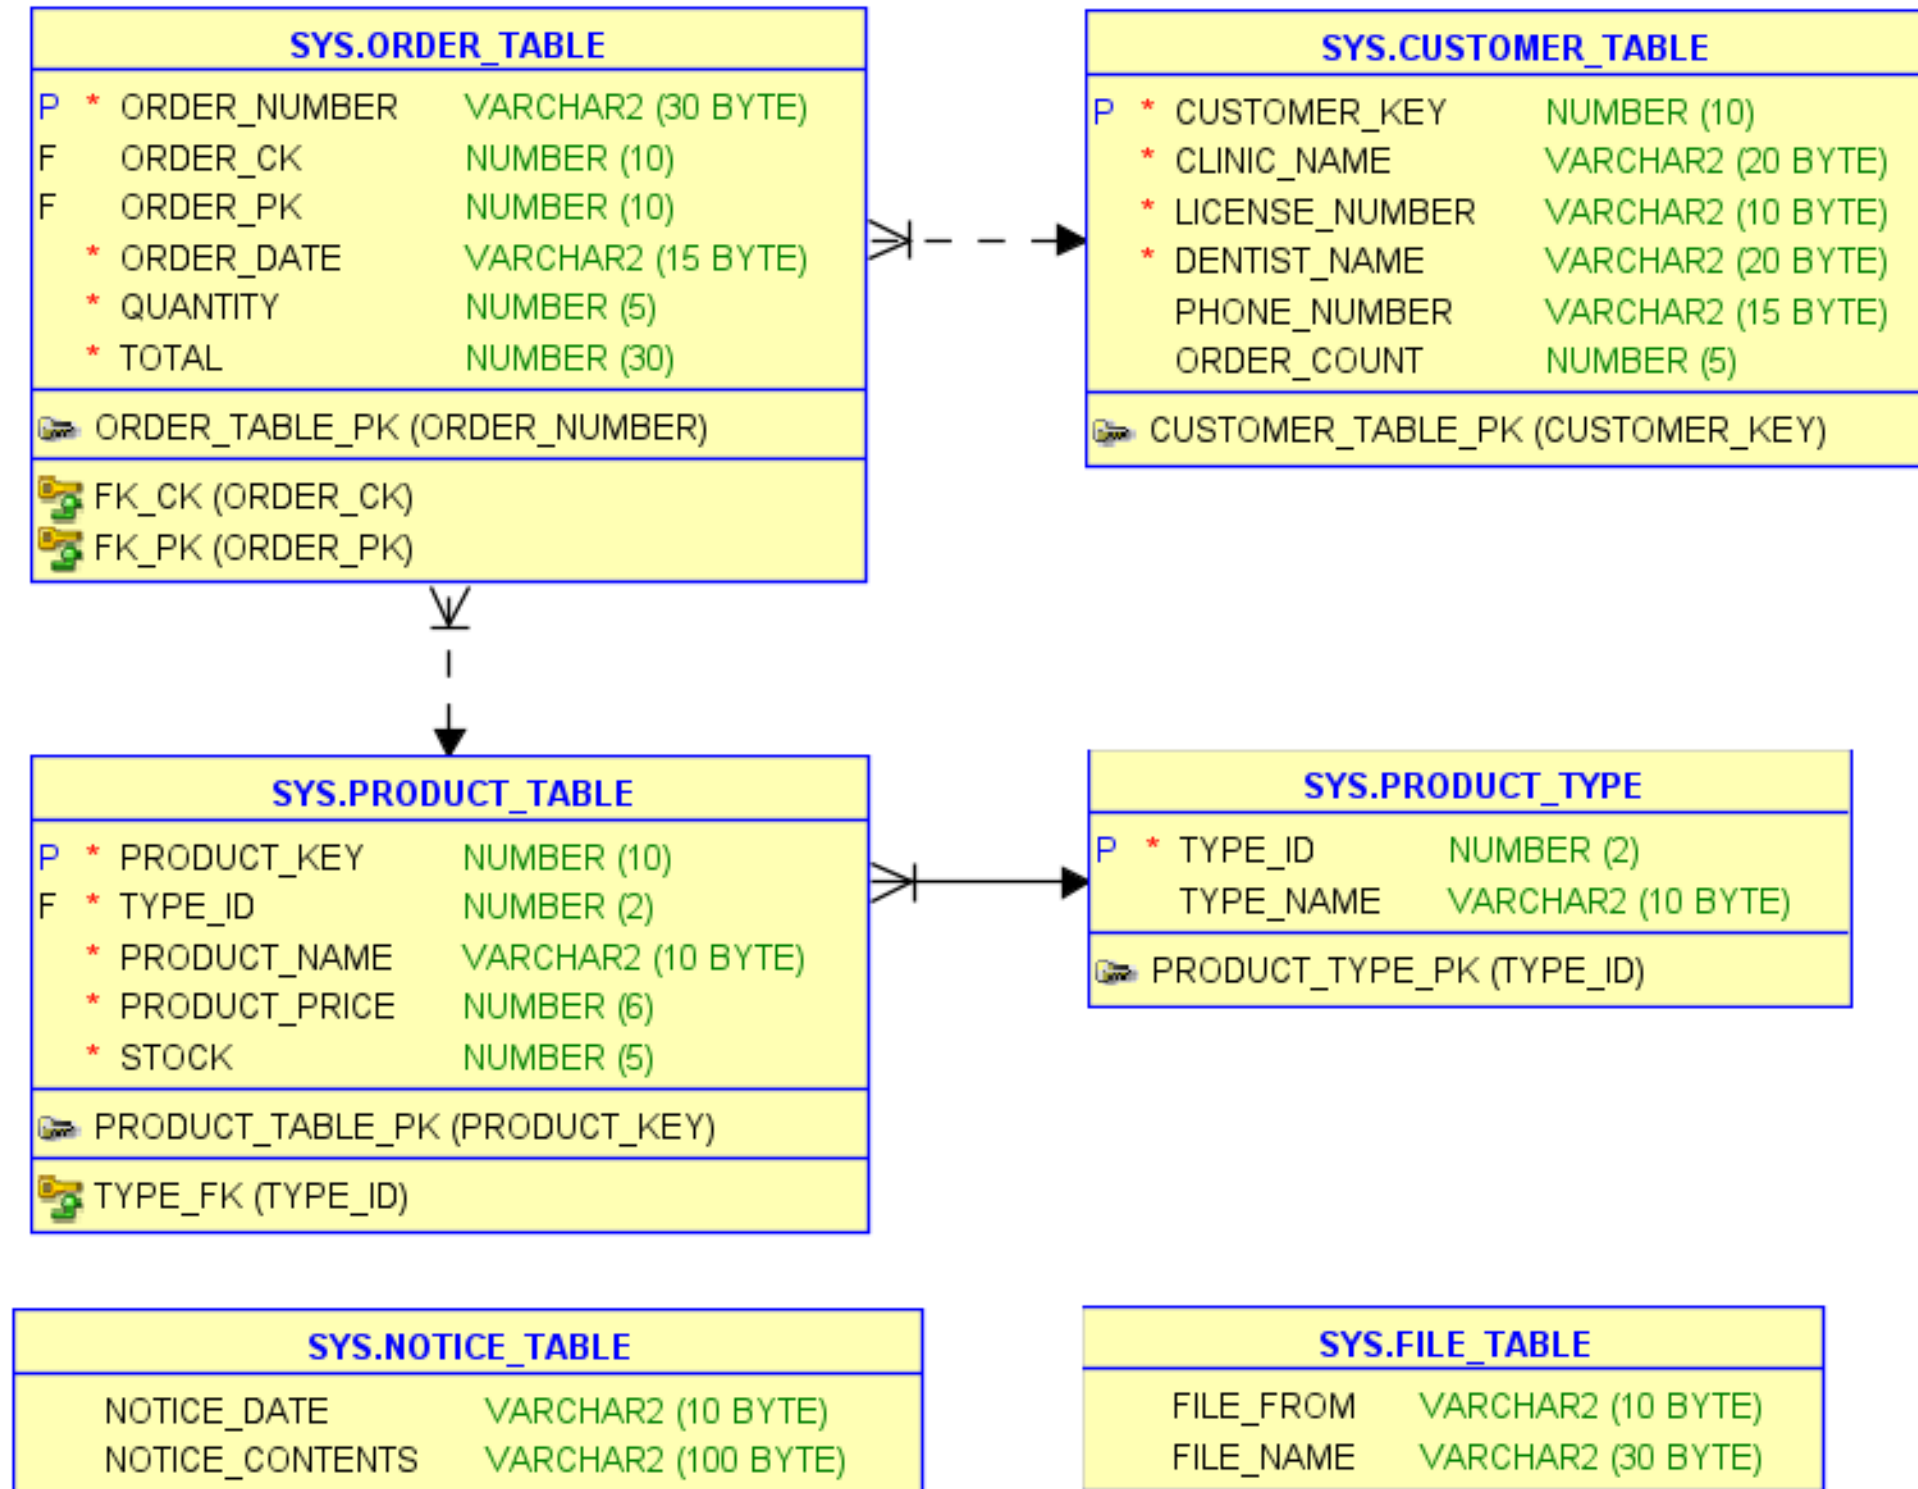 SYS.ORDER_TABLE
P * ORDER_NUMBER VARCHAR2 (30 BYTE)
F ORDER_CK NUMBER (10)
F ORDER_PK NUMBER (10)
* ORDER_DATE VARCHAR2 (15 BYTE)
* QUANTITY NUMBER (5)
* TOTAL NUMBER (30)
ORDER_TABLE_PK (ORDER_NUMBER)
FK_CK (ORDER_CK)
FK_PK (ORDER_PK)
SYS.CUSTOMER_TABLE
P * CUSTOMER_KEY NUMBER (10)
* CLINIC_NAME VARCHAR2 (20 BYTE)
* LICENSE_NUMBER VARCHAR2 (10 BYTE)
* DENTIST_NAME VARCHAR2 (20 BYTE)
PHONE_NUMBER VARCHAR2 (15 BYTE)
ORDER_COUNT NUMBER (5)
CUSTOMER_TABLE_PK (CUSTOMER_KEY)
SYS.PRODUCT_TABLE
P * PRODUCT_KEY NUMBER (10)
F * TYPE_ID NUMBER (2)
* PRODUCT_NAME VARCHAR2 (10 BYTE)
* PRODUCT_PRICE NUMBER (6)
* STOCK NUMBER (5)
PRODUCT_TABLE_PK (PRODUCT_KEY)
TYPE_FK (TYPE_ID)
SYS.PRODUCT_TYPE
P * TYPE_ID NUMBER (2)
TYPE_NAME VARCHAR2 (10 BYTE)
PRODUCT_TYPE_PK (TYPE_ID)
SYS.NOTICE_TABLE
NOTICE_DATE VARCHAR2 (10 BYTE)
NOTICE_CONTENTS VARCHAR2 (100 BYTE)
SYS.FILE_TABLE
FILE_FROM VARCHAR2 (10 BYTE)
FILE_NAME VARCHAR2 (30 BYTE)